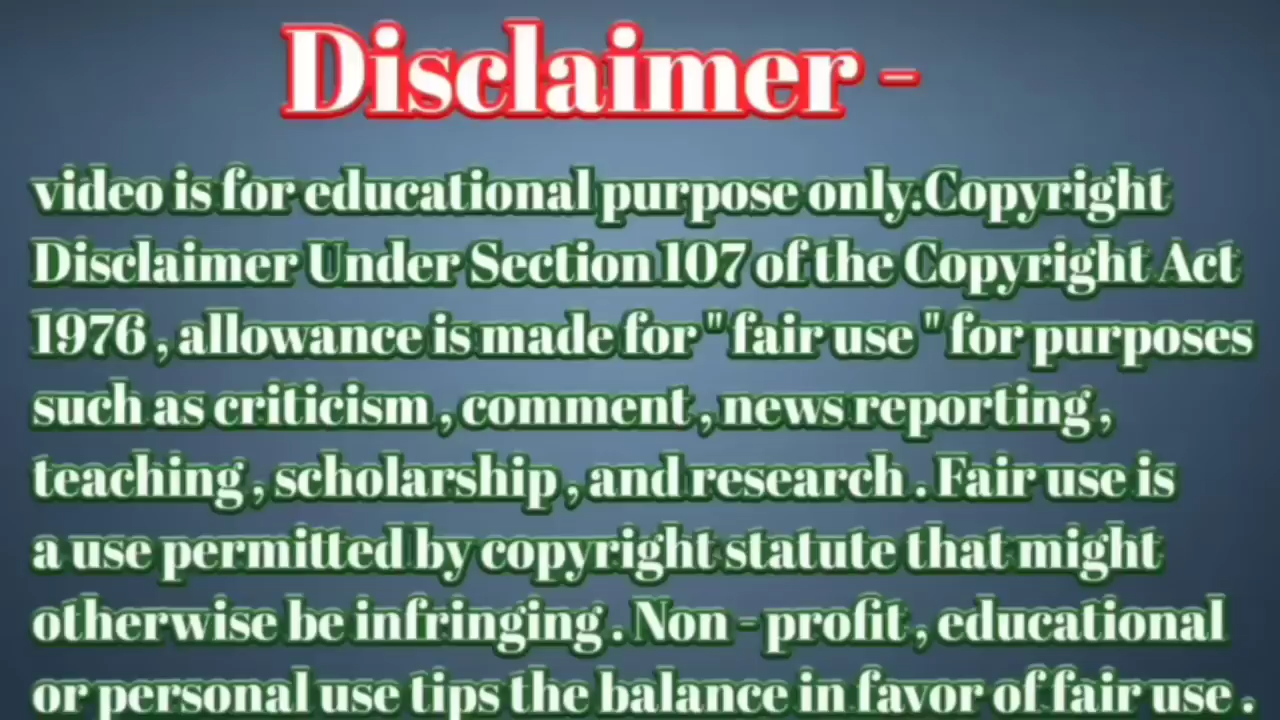 Disclaimer -
video is for educational purpose only.Copyright
Disclaimer Under Section 107 of the Copyright Act
1976 , allowance is made for " fair use " for purposes
such as criticism , comment , news reporting ,
teaching , scholarship , and research . Fair use is
a use permitted by copyright statute that might
otherwise be infringing . Non - profit , educational
or personal use tips the balance in favor of fair use .